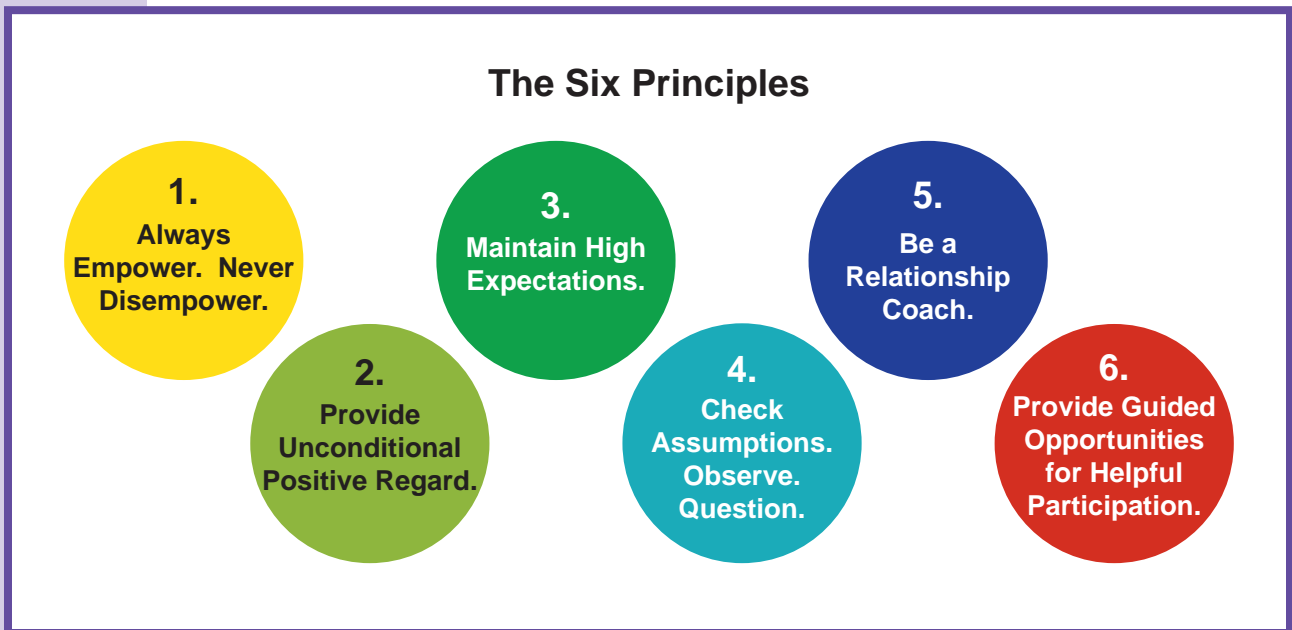 The Six Principles
1.
Always
Empower.  Never
Disempower.
2.
Provide
Unconditional
Positive Regard.
3.
Maintain High
Expectations.
4.
Check
Assumptions.
Observe.
Question.
5.
Be a
Relationship
Coach.
6.
Provide Guided
Opportunities
for Helpful
Participation.